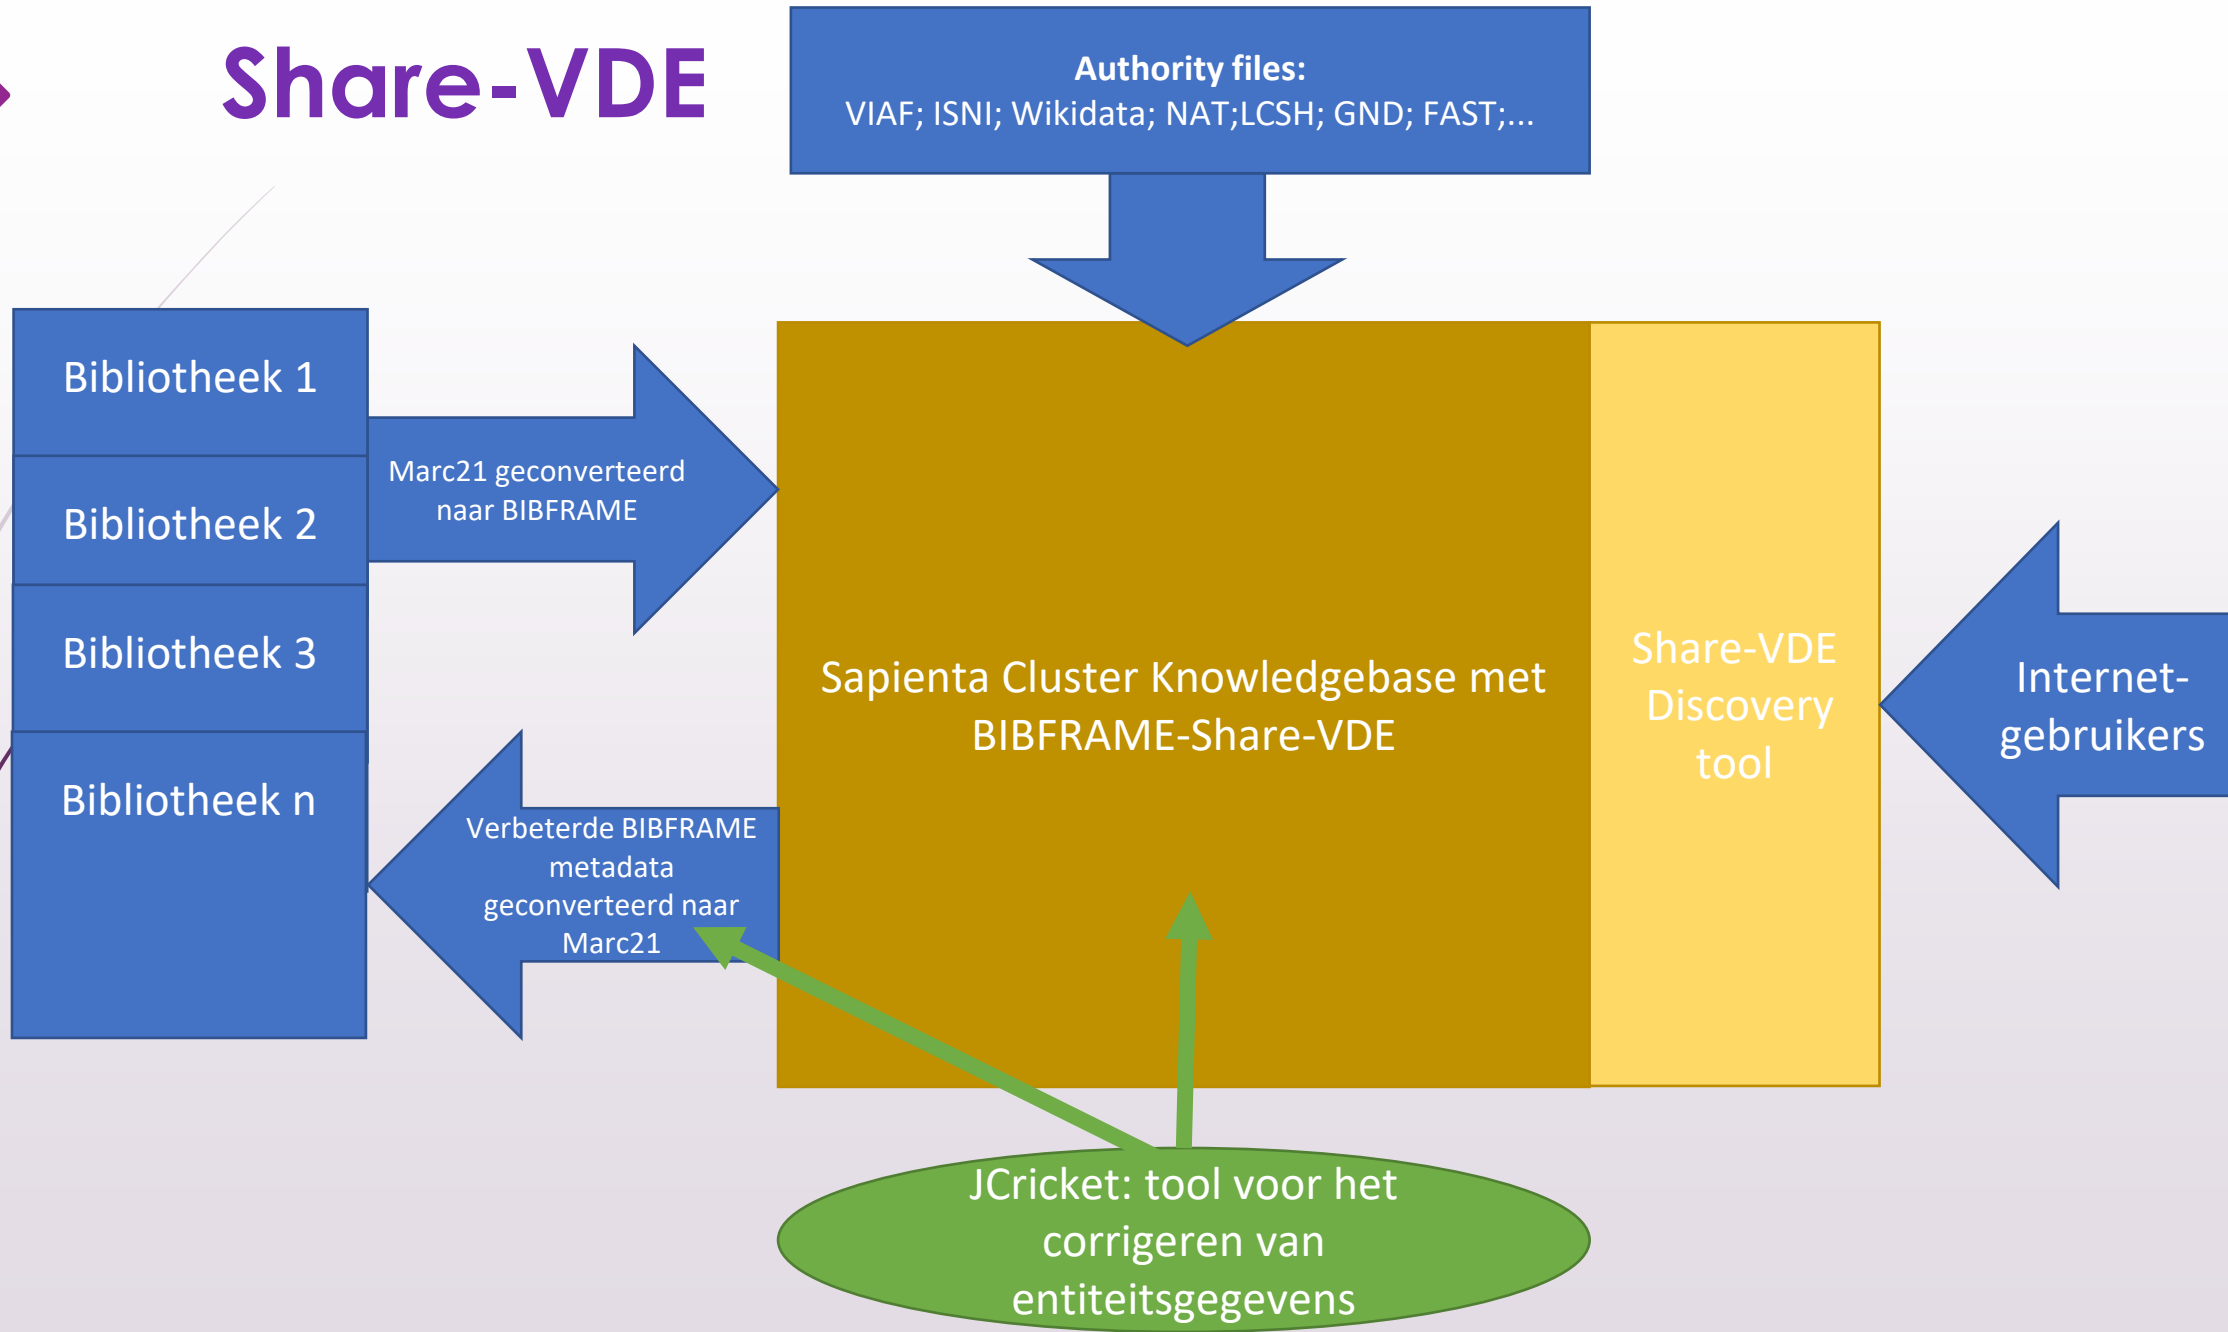 Share-VDE
Authority files:
VIAF; ISNI; Wikidata; NAT;LCSH; GND; FAST;...
Bibliotheek 1
Bibliotheek 2
Bibliotheek 3
Bibliotheek n
Marc21 geconverteerd
naar BIBFRAME
Verbeterde BIBFRAME
metadata
geconverteerd naar
Marc21
Sapienta Cluster Knowledgebase met
BIBFRAME-Share-VDE
Share-VDE
Discovery
tool
Internet-
gebruikers
JCricket: tool voor het
corrigeren van
entiteitsgegevens